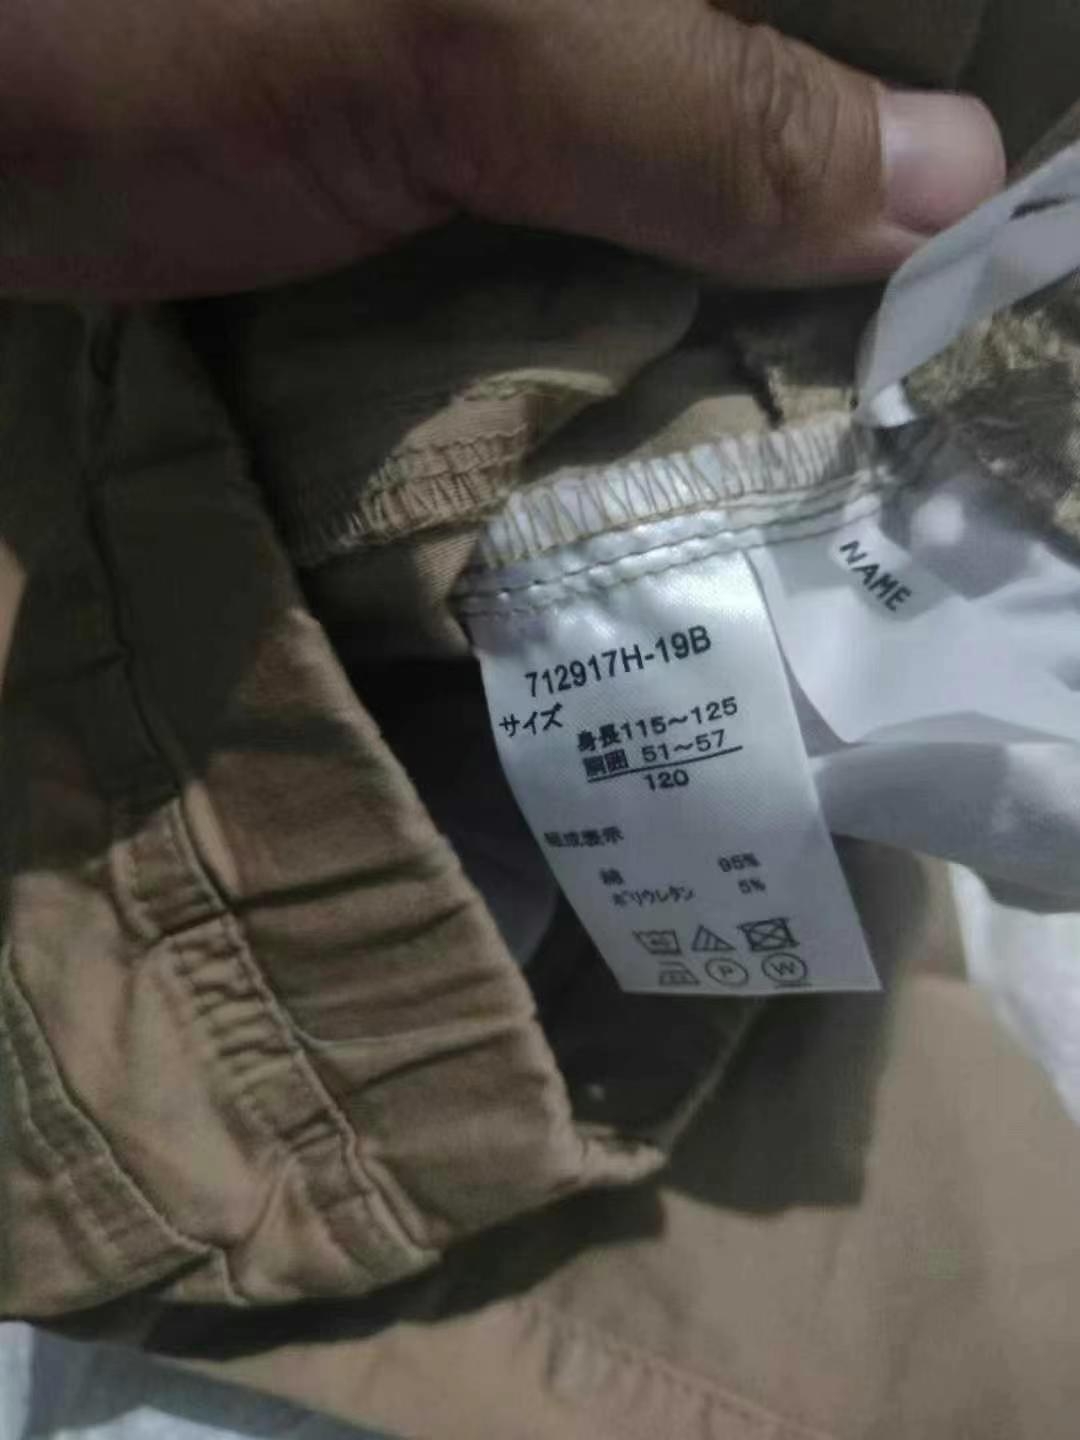 712917H-19B
サイズ
身長115～125
胴囲 51～57
120
組成表示
綿 95%
ポリウレタン 5%
P W
NAME